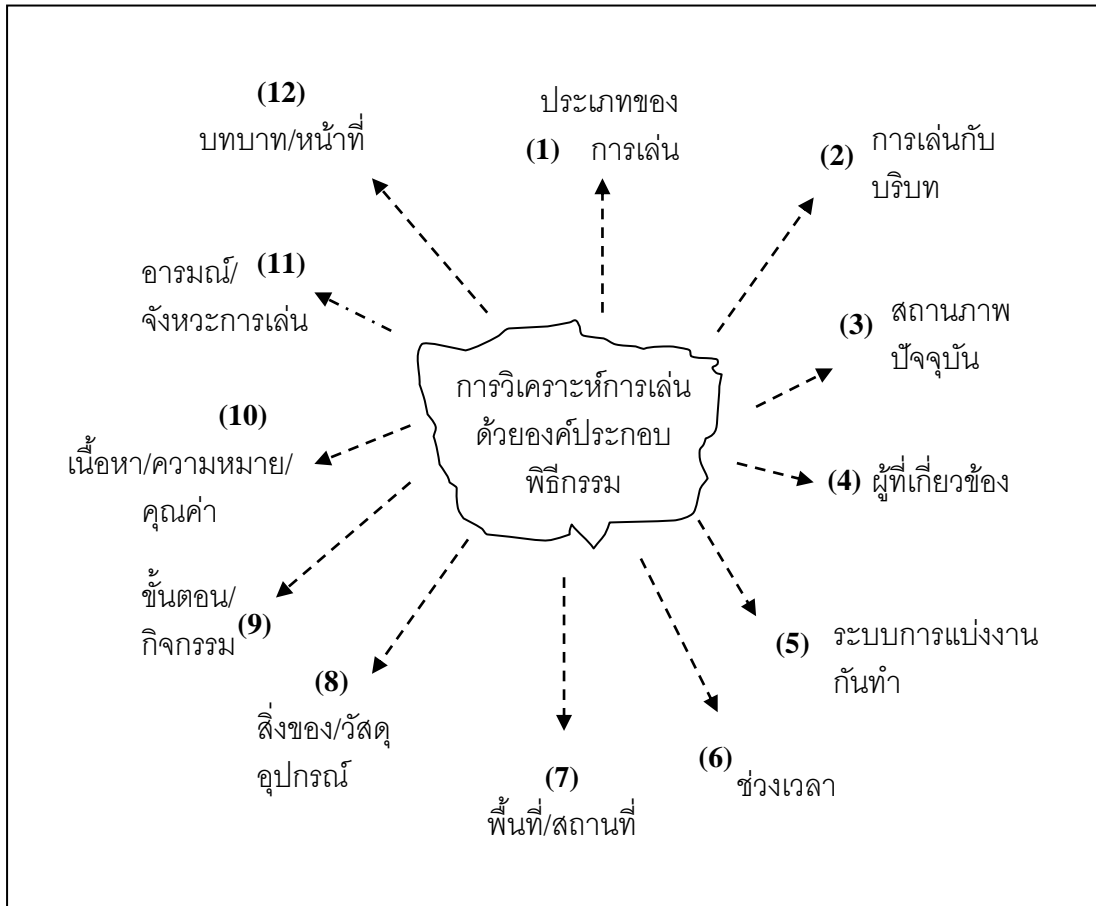 การวิเคราะห์การเล่น
ด้วยองค์ประกอบ
พิธีกรรม
ประเภทของ
(1) การเล่น
(2) การเล่นกับ
บริบท
(3) สถานภาพ
ปัจจุบัน
(4) ผู้ที่เกี่ยวข้อง
(5) ระบบการแบ่งงาน
กันทำ
(6)
ช่วงเวลา
(7)
พื้นที่/สถานที่
(8)
สิ่งของ/วัสดุ
อุปกรณ์
ขั้นตอน/
กิจกรรม (9)
(10)
เนื้อหา/ความหมาย/
คุณค่า
อารมณ์/ (11)
จังหวะการเล่น
(12)
บทบาท/หน้าที่